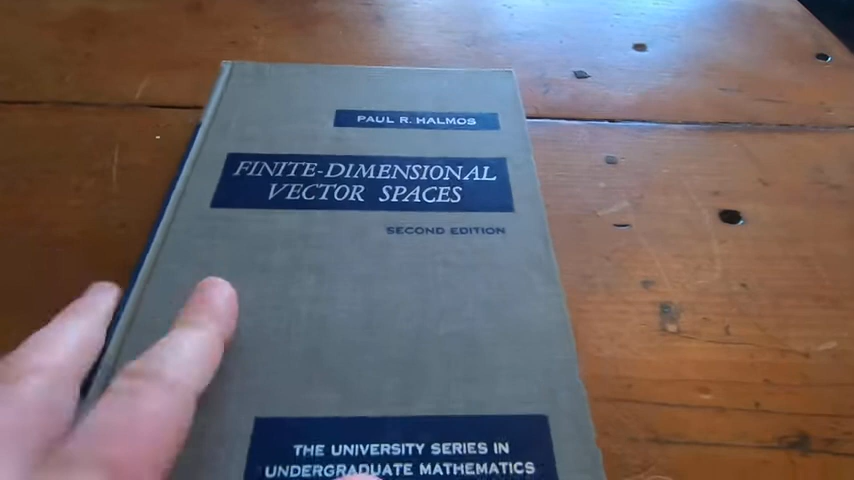 PAUL R. HALMOS
FINITE-DIMENSIONAL
VECTOR SPACES
SECOND EDITION
THE UNIVERSITY SERIES IN
UNDERGRADUATE MATHEMATICS